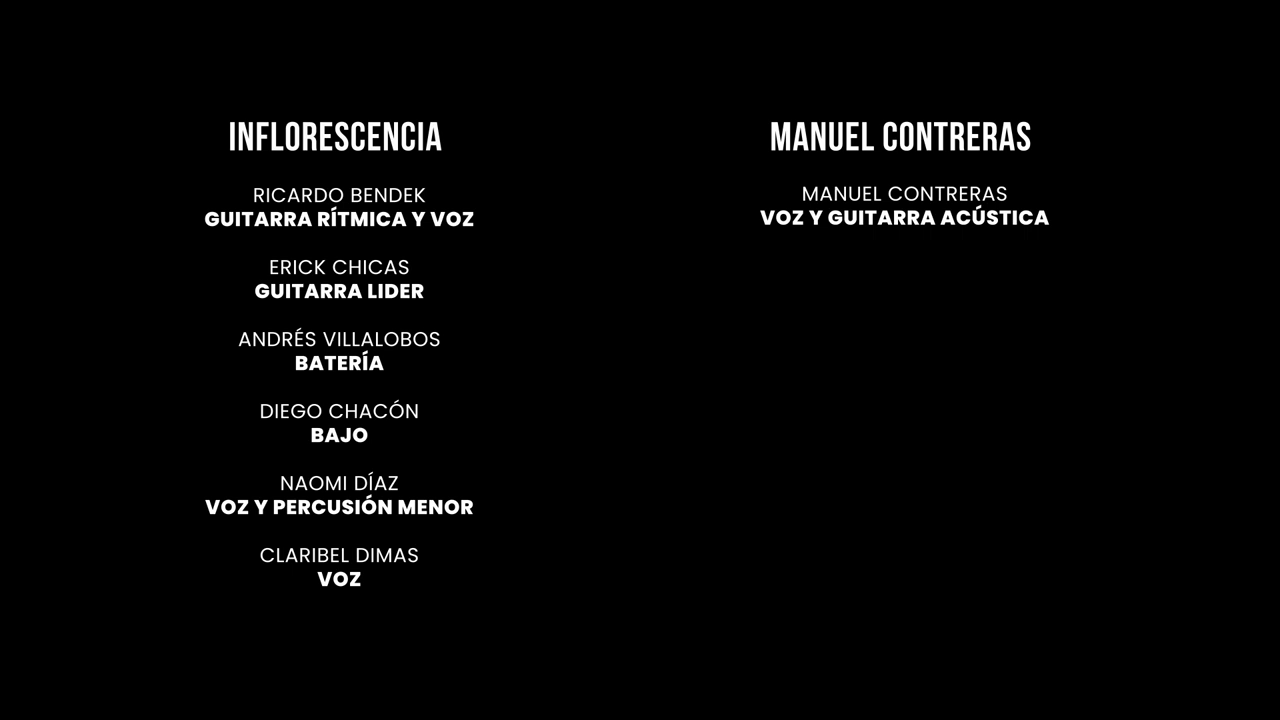 INFLORESCENCIA
RICARDO BENDEK
GUITARRA RÍTMICA Y VOZ
ERICK CHICAS
GUITARRA LIDER
ANDRÉS VILLALOBOS
BATERÍA
DIEGO CHACÓN
BAJO
NAOMI DÍAZ
VOZ Y PERCUSIÓN MENOR
CLARIBEL DIMAS
VOZ
MANUEL CONTRERAS
MANUEL CONTRERAS
VOZ Y GUITARRA ACÚSTICA